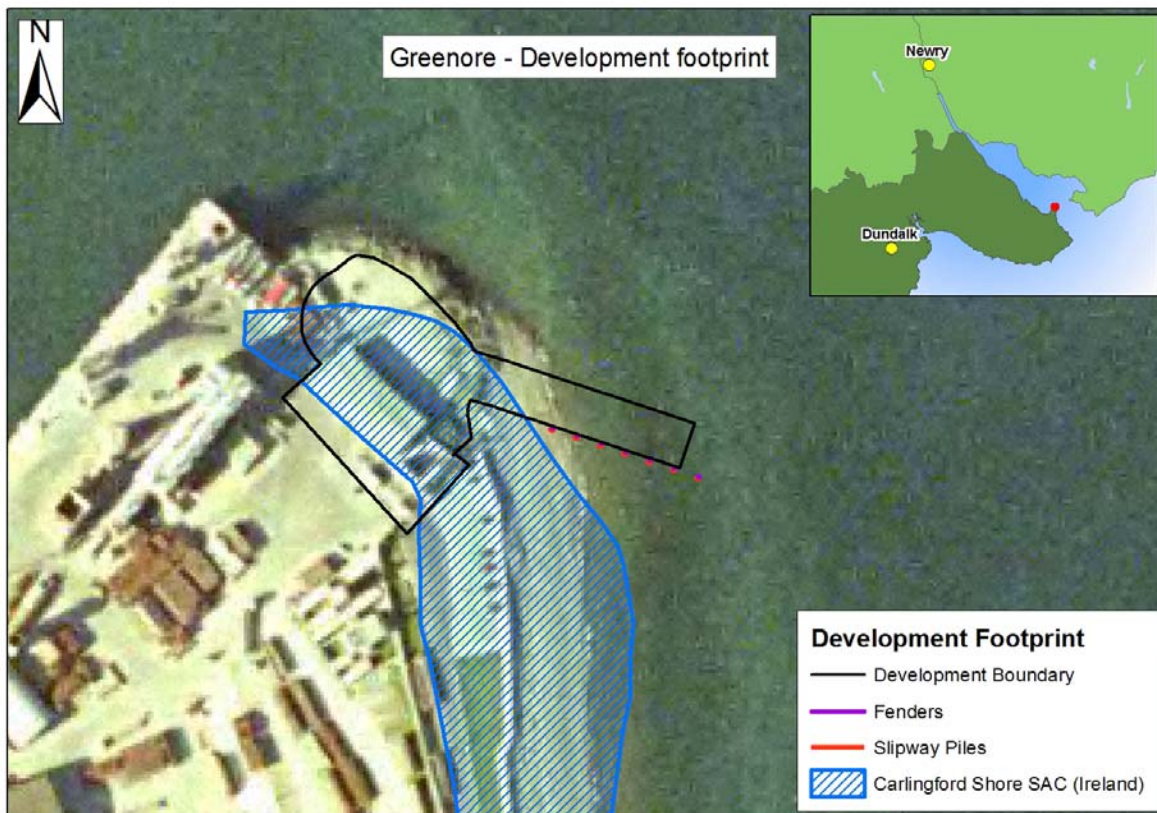 N
Greenore - Development footprint
Newry
Dundalk
Development Footprint
Development Boundary
Fenders
Slipway Piles
Carlingford Shore SAC (Ireland)